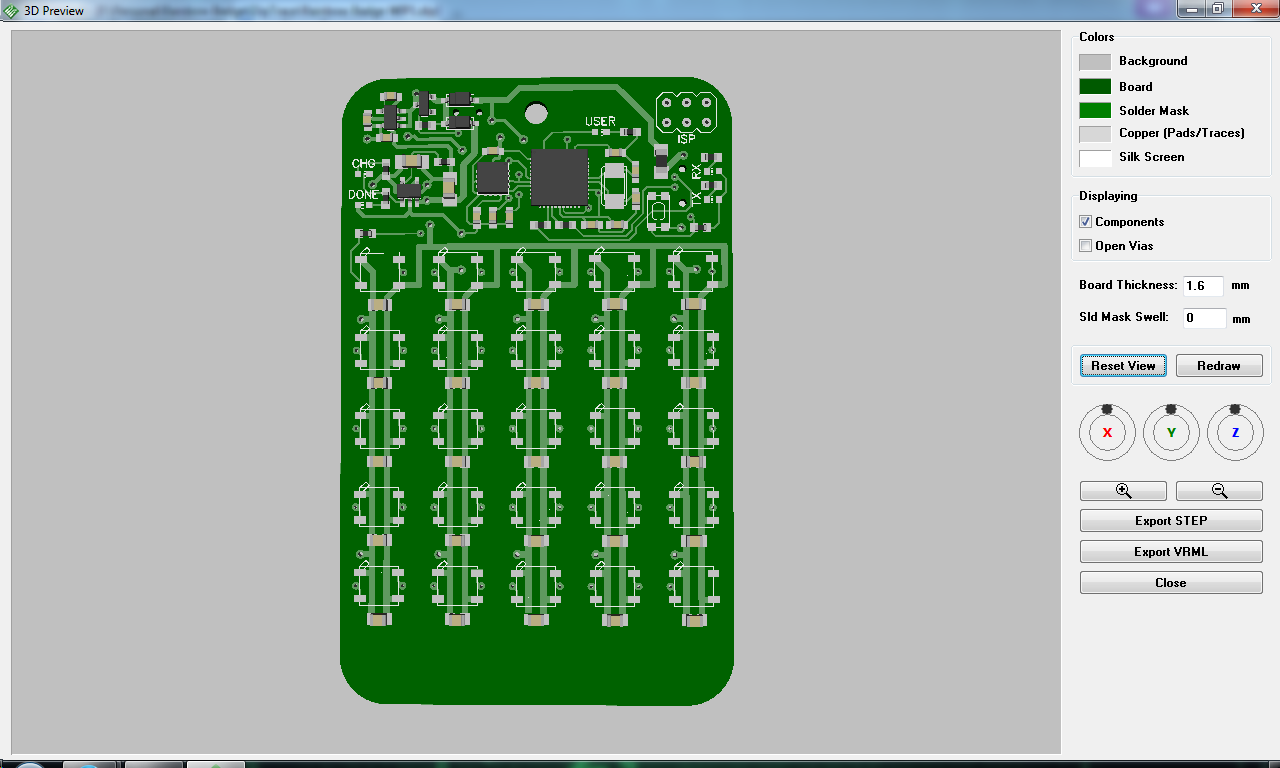 3D Preview
Colors
Background
Board
Solder Mask
Copper (Pads/Traces)
Silk Screen
Displaying
Components
Open Vias
Board Thickness: 1.6 mm
Sld Mask Swell: 0 mm
Reset View Redraw
X Y Z
Export STEP
Export VRML
Close
USER
ISP
CHG
DONE
RX
TX